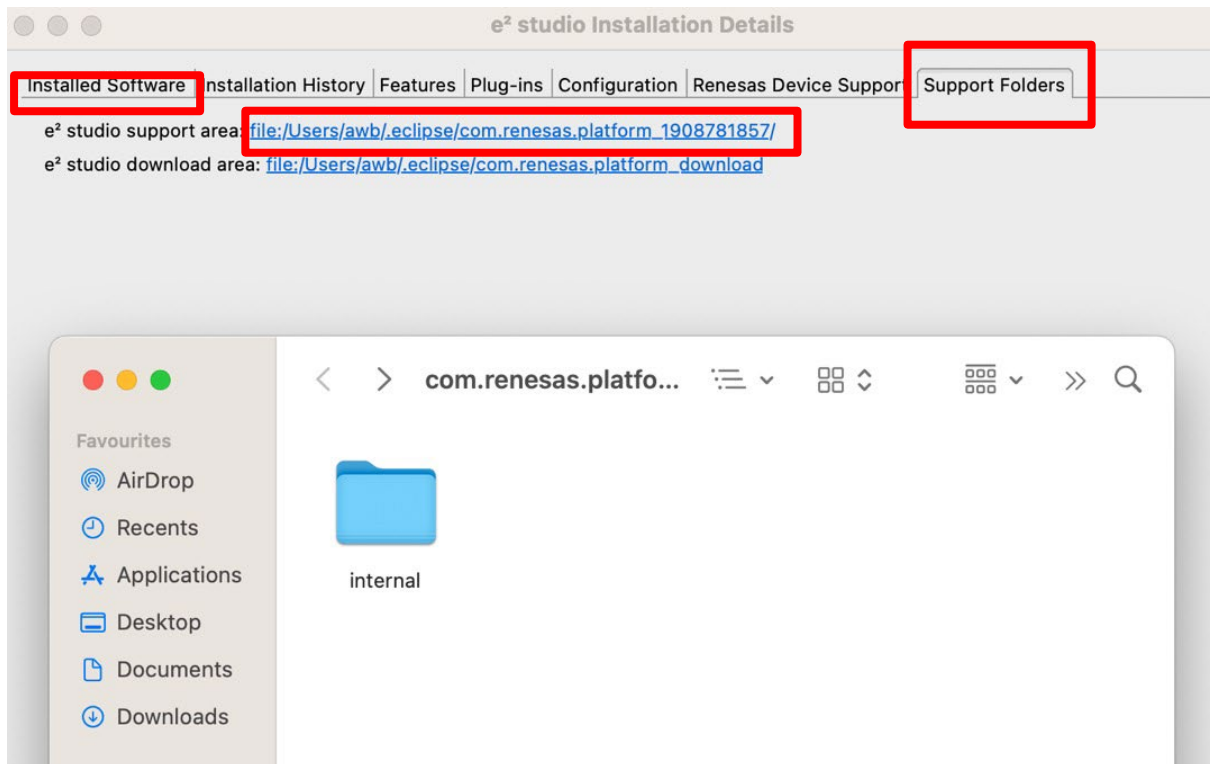 e² studio Installation Details
Installed Software Installation History Features Plug-ins Configuration Renesas Device Support Support Folders
e² studio support area: file:/Users/awb/.eclipse/com.renesas.platform_1908781857/
e² studio download area: file:/Users/awb/.eclipse/com.renesas.platform_download
com.renesas.platfo...
Favourites
AirDrop
Recents
Applications
Desktop
Documents
Downloads
internal